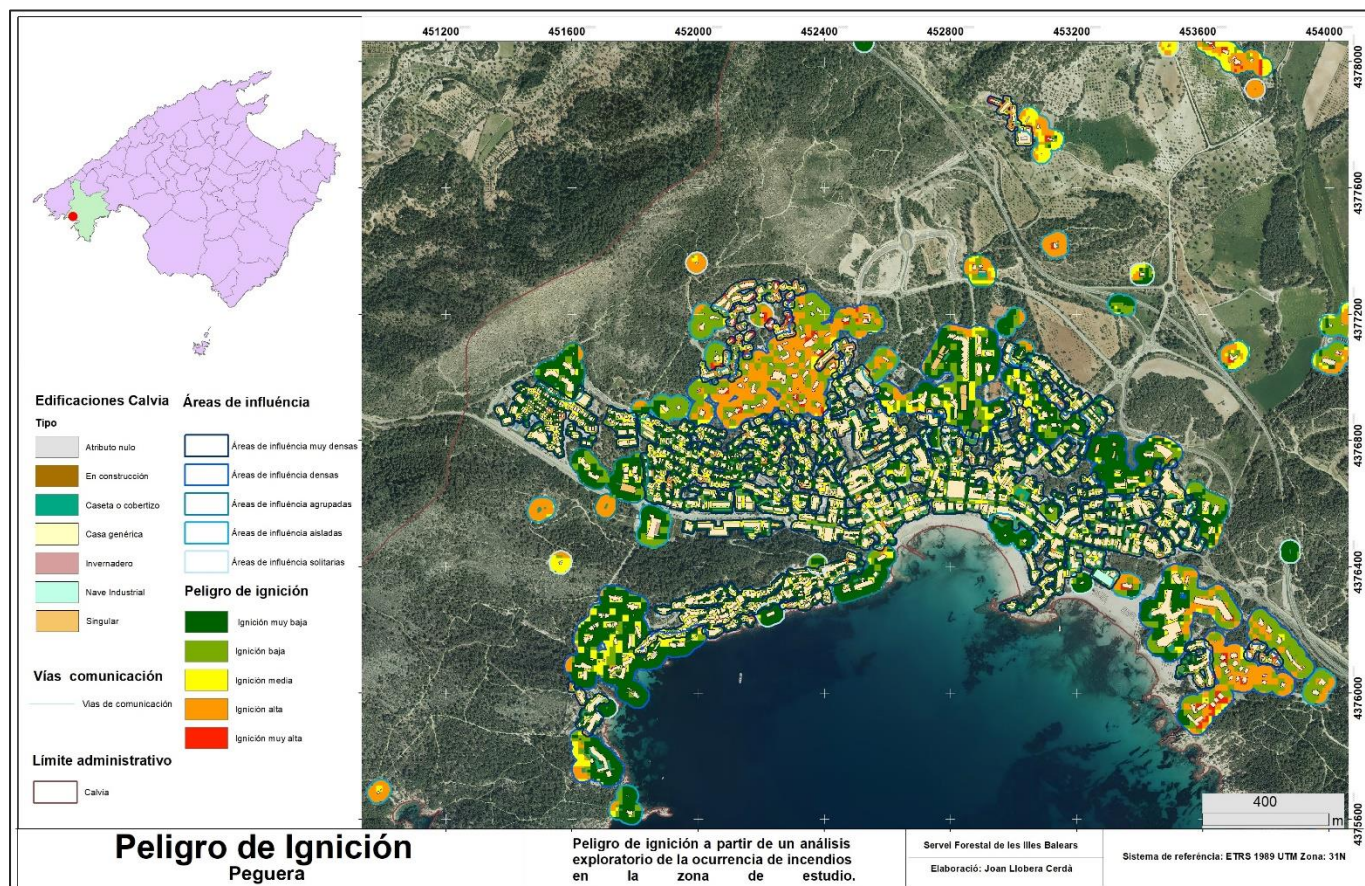 451200 451600 452000 452400 452800 453200 453600 454000
4378000
4377600
4377200
4376800
4376400
4376000
4375600
Edificaciones Calvia
Tipo
Atributo nulo
En construcción
Caseta o cobertizo
Casa genérica
Invernadero
Nave Industrial
Singular
Vías comunicación
Vias de comunicación
Límite administrativo
Calvia
Áreas de influéncia
Áreas de influéncia muy densas
Áreas de influéncia densas
Áreas de influéncia agrupadas
Áreas de influéncia aisladas
Áreas de influéncia solitarias
Peligro de ignición
Ignición muy baja
Ignición baja
Ignición media
Ignición alta
Ignición muy alta
400
m
Peligro de Ignición
Peguera
Peligro de ignición a partir de un análisis
exploratorio de la ocurrencia de incendios
en la zona de estudio.
Servei Forestal de les Illes Balears
Elaboració: Joan Llobera Cerdà
Sistema de referència: ETRS 1989 UTM Zona: 31N